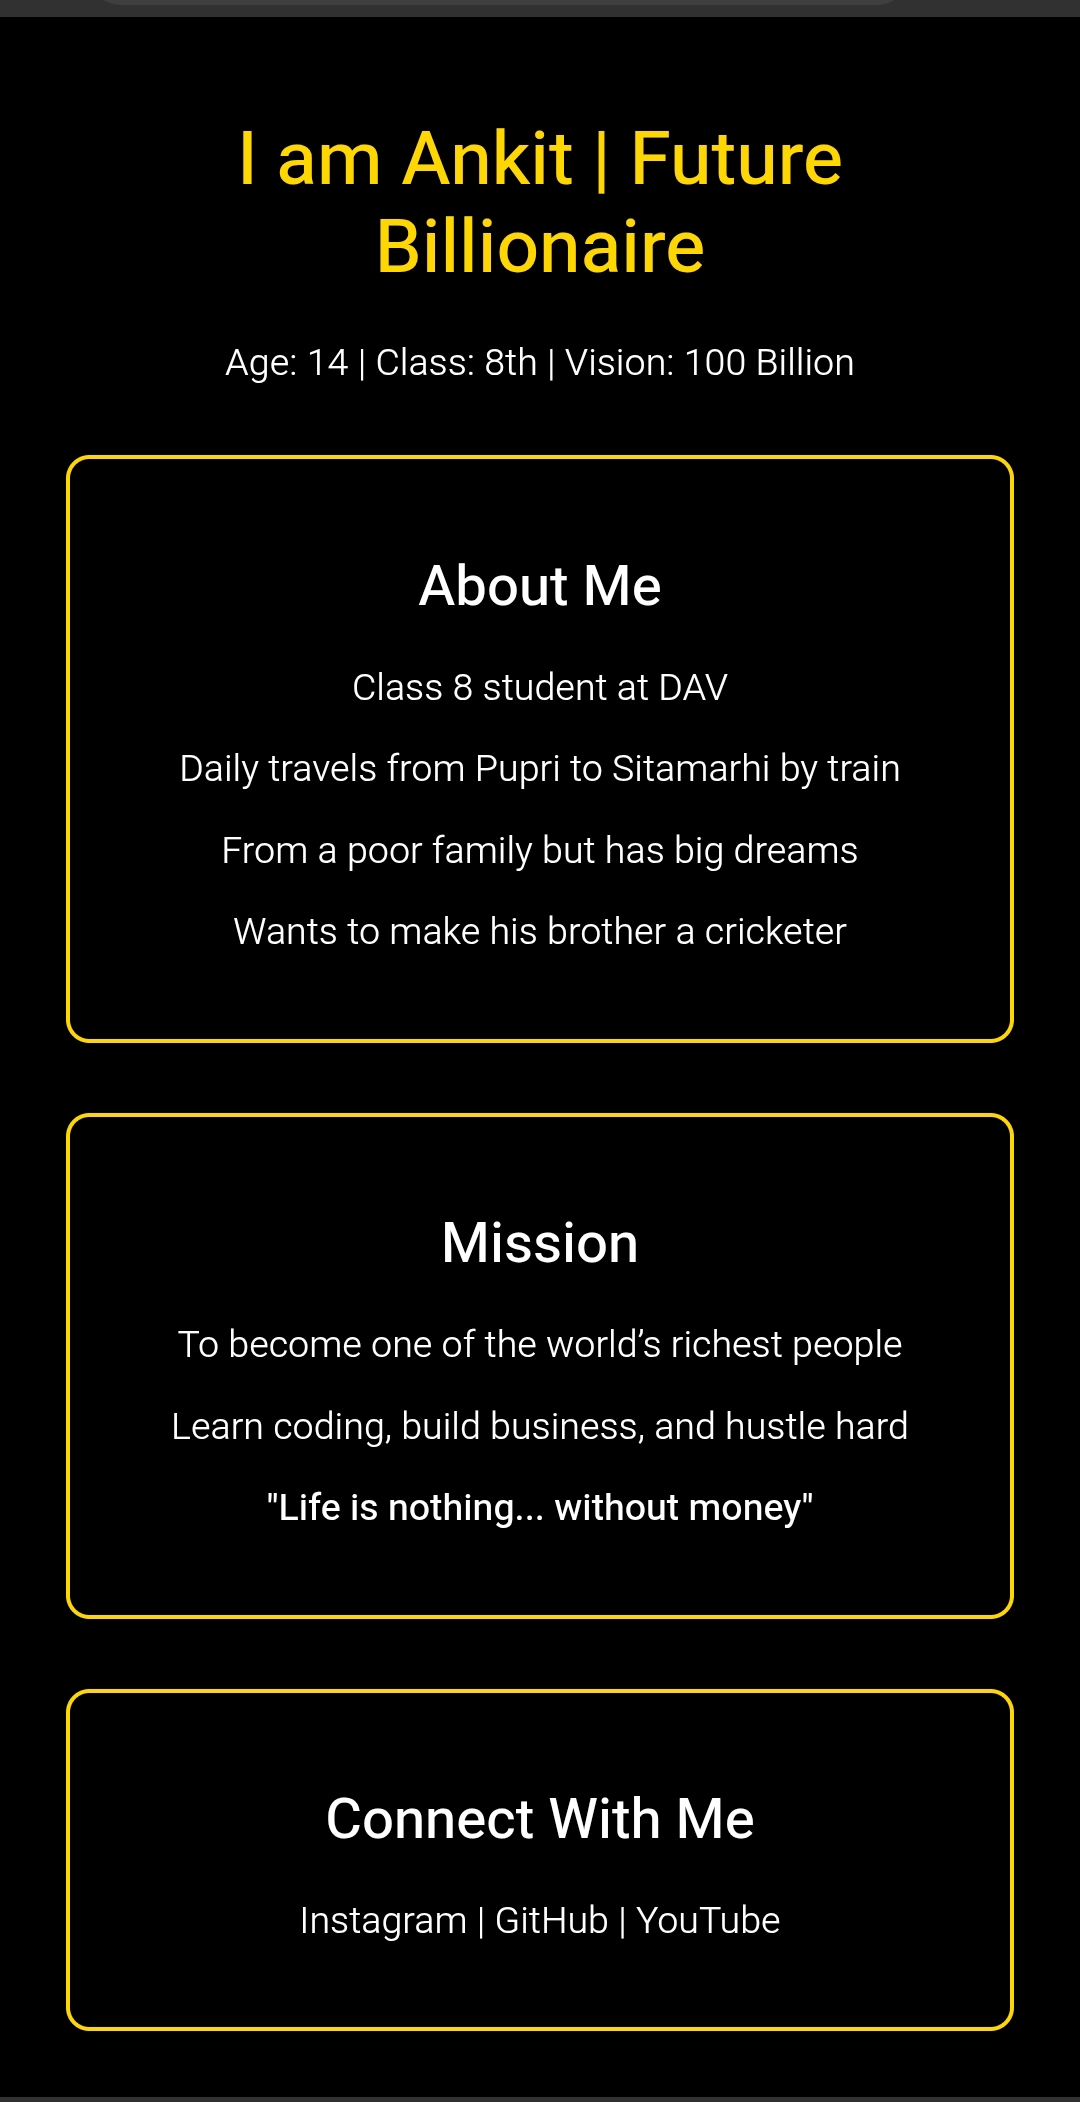 I am Ankit | Future
Billionaire
Age: 14 | Class: 8th | Vision: 100 Billion
About Me
Class 8 student at DAV
Daily travels from Pupri to Sitamarhi by train
From a poor family but has big dreams
Wants to make his brother a cricketer
Mission
To become one of the world’s richest people
Learn coding, build business, and hustle hard
"Life is nothing... without money"
Connect With Me
Instagram | GitHub | YouTube